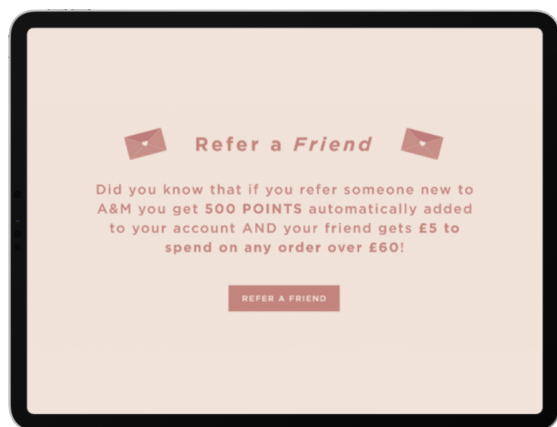 Refer a Friend
Did you know that if you refer someone new to
A&M you get 500 POINTS automatically added
to your account AND your friend gets £5 to
spend on any order over £60!
REFER A FRIEND